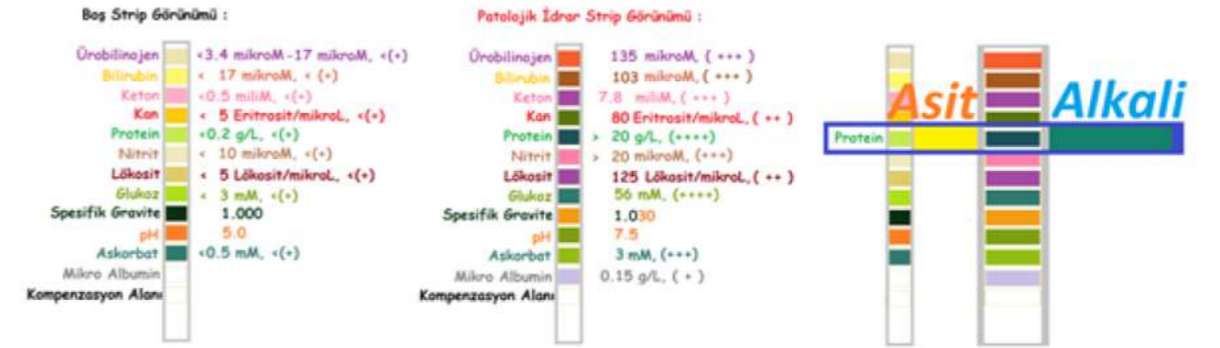 Boş Strip Görünümü :
Ürobilinojen <3.4 mikroM -17 mikroM, <(+)
Bilirubin < 17 mikroM, < (+)
Keton <0.5 miliM, <(+)
Kan < 5 Eritrosit/mikroL, <(+)
Protein <0.2 g/L, <(+)
Nitrit < 10 mikroM, <(+)
Lökosit < 5 Lökosit/mikroL, <(+)
Glukoz < 3 mM, <(+)
Spesifik Gravite 1.000
pH 5.0
Askorbat <0.5 mM, <(+)
Mikro Albumin
Kompenzasyon Alanı
Patolojik İdrar Strip Görünümü :
Ürobilinojen 135 mikroM, ( +++ )
Bilirubin 103 mikroM, ( +++ )
Keton 7.8 miliM, ( +++ )
Kan 80 Eritrosit/mikroL, ( ++ )
Protein > 20 g/L, (++++)
Nitrit > 20 mikroM, (+++)
Lökosit 125 Lökosit/mikroL, ( ++ )
Glukoz 56 mM, (++++)
Spesifik Gravite 1.030
pH 7.5
Askorbat 3 mM, (+++)
Mikro Albumin 0.15 g/L, ( + )
Kompenzasyon Alanı
Asit Alkali
Protein